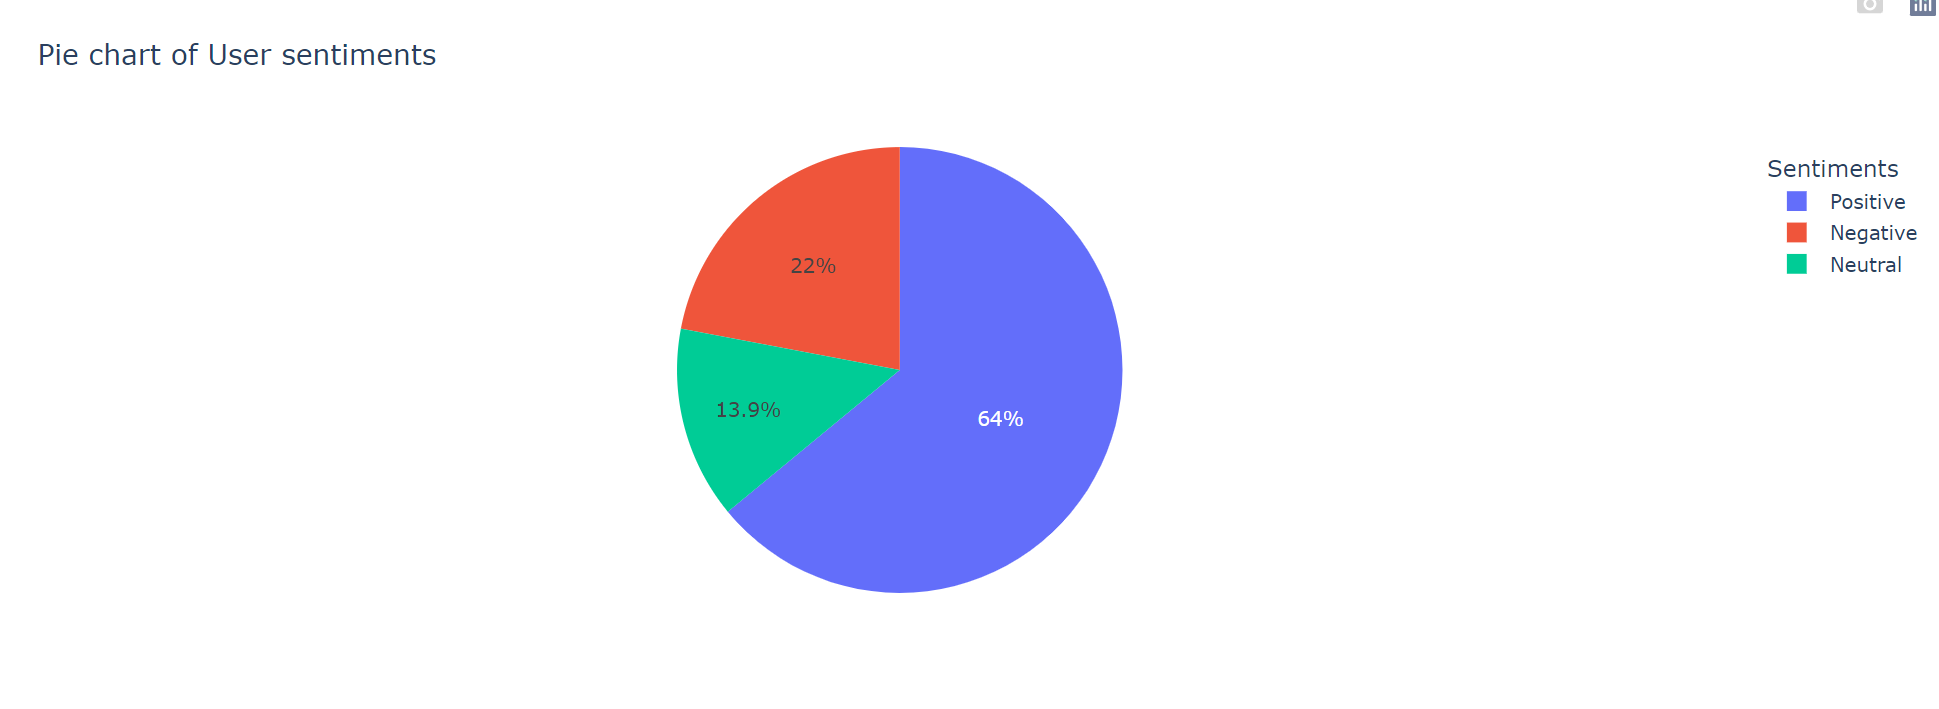 Pie chart of User sentiments
22%
13.9%
64%
Sentiments
Positive
Negative
Neutral